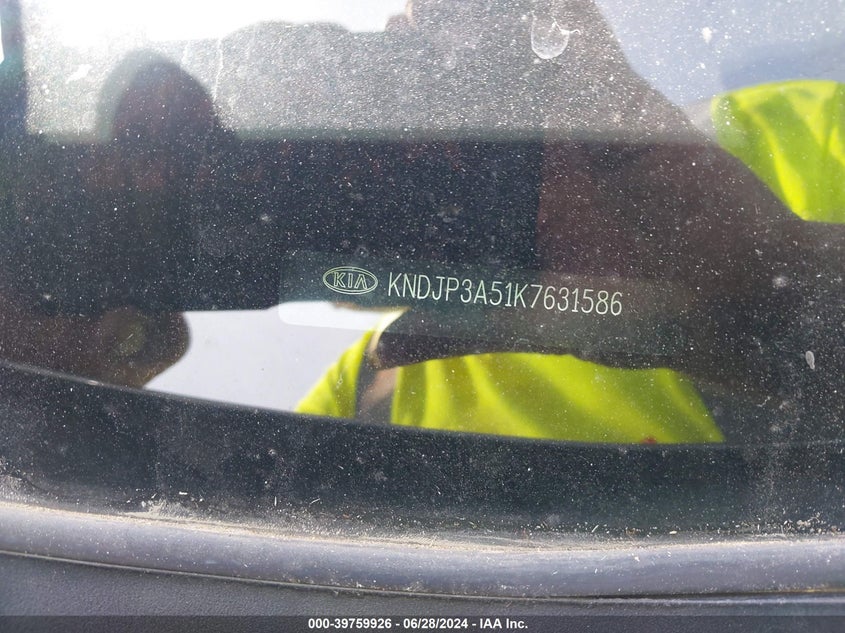 KIA KNDJP3A51K7631586
000-39759926 / 06/28/2024 - IAA Inc.